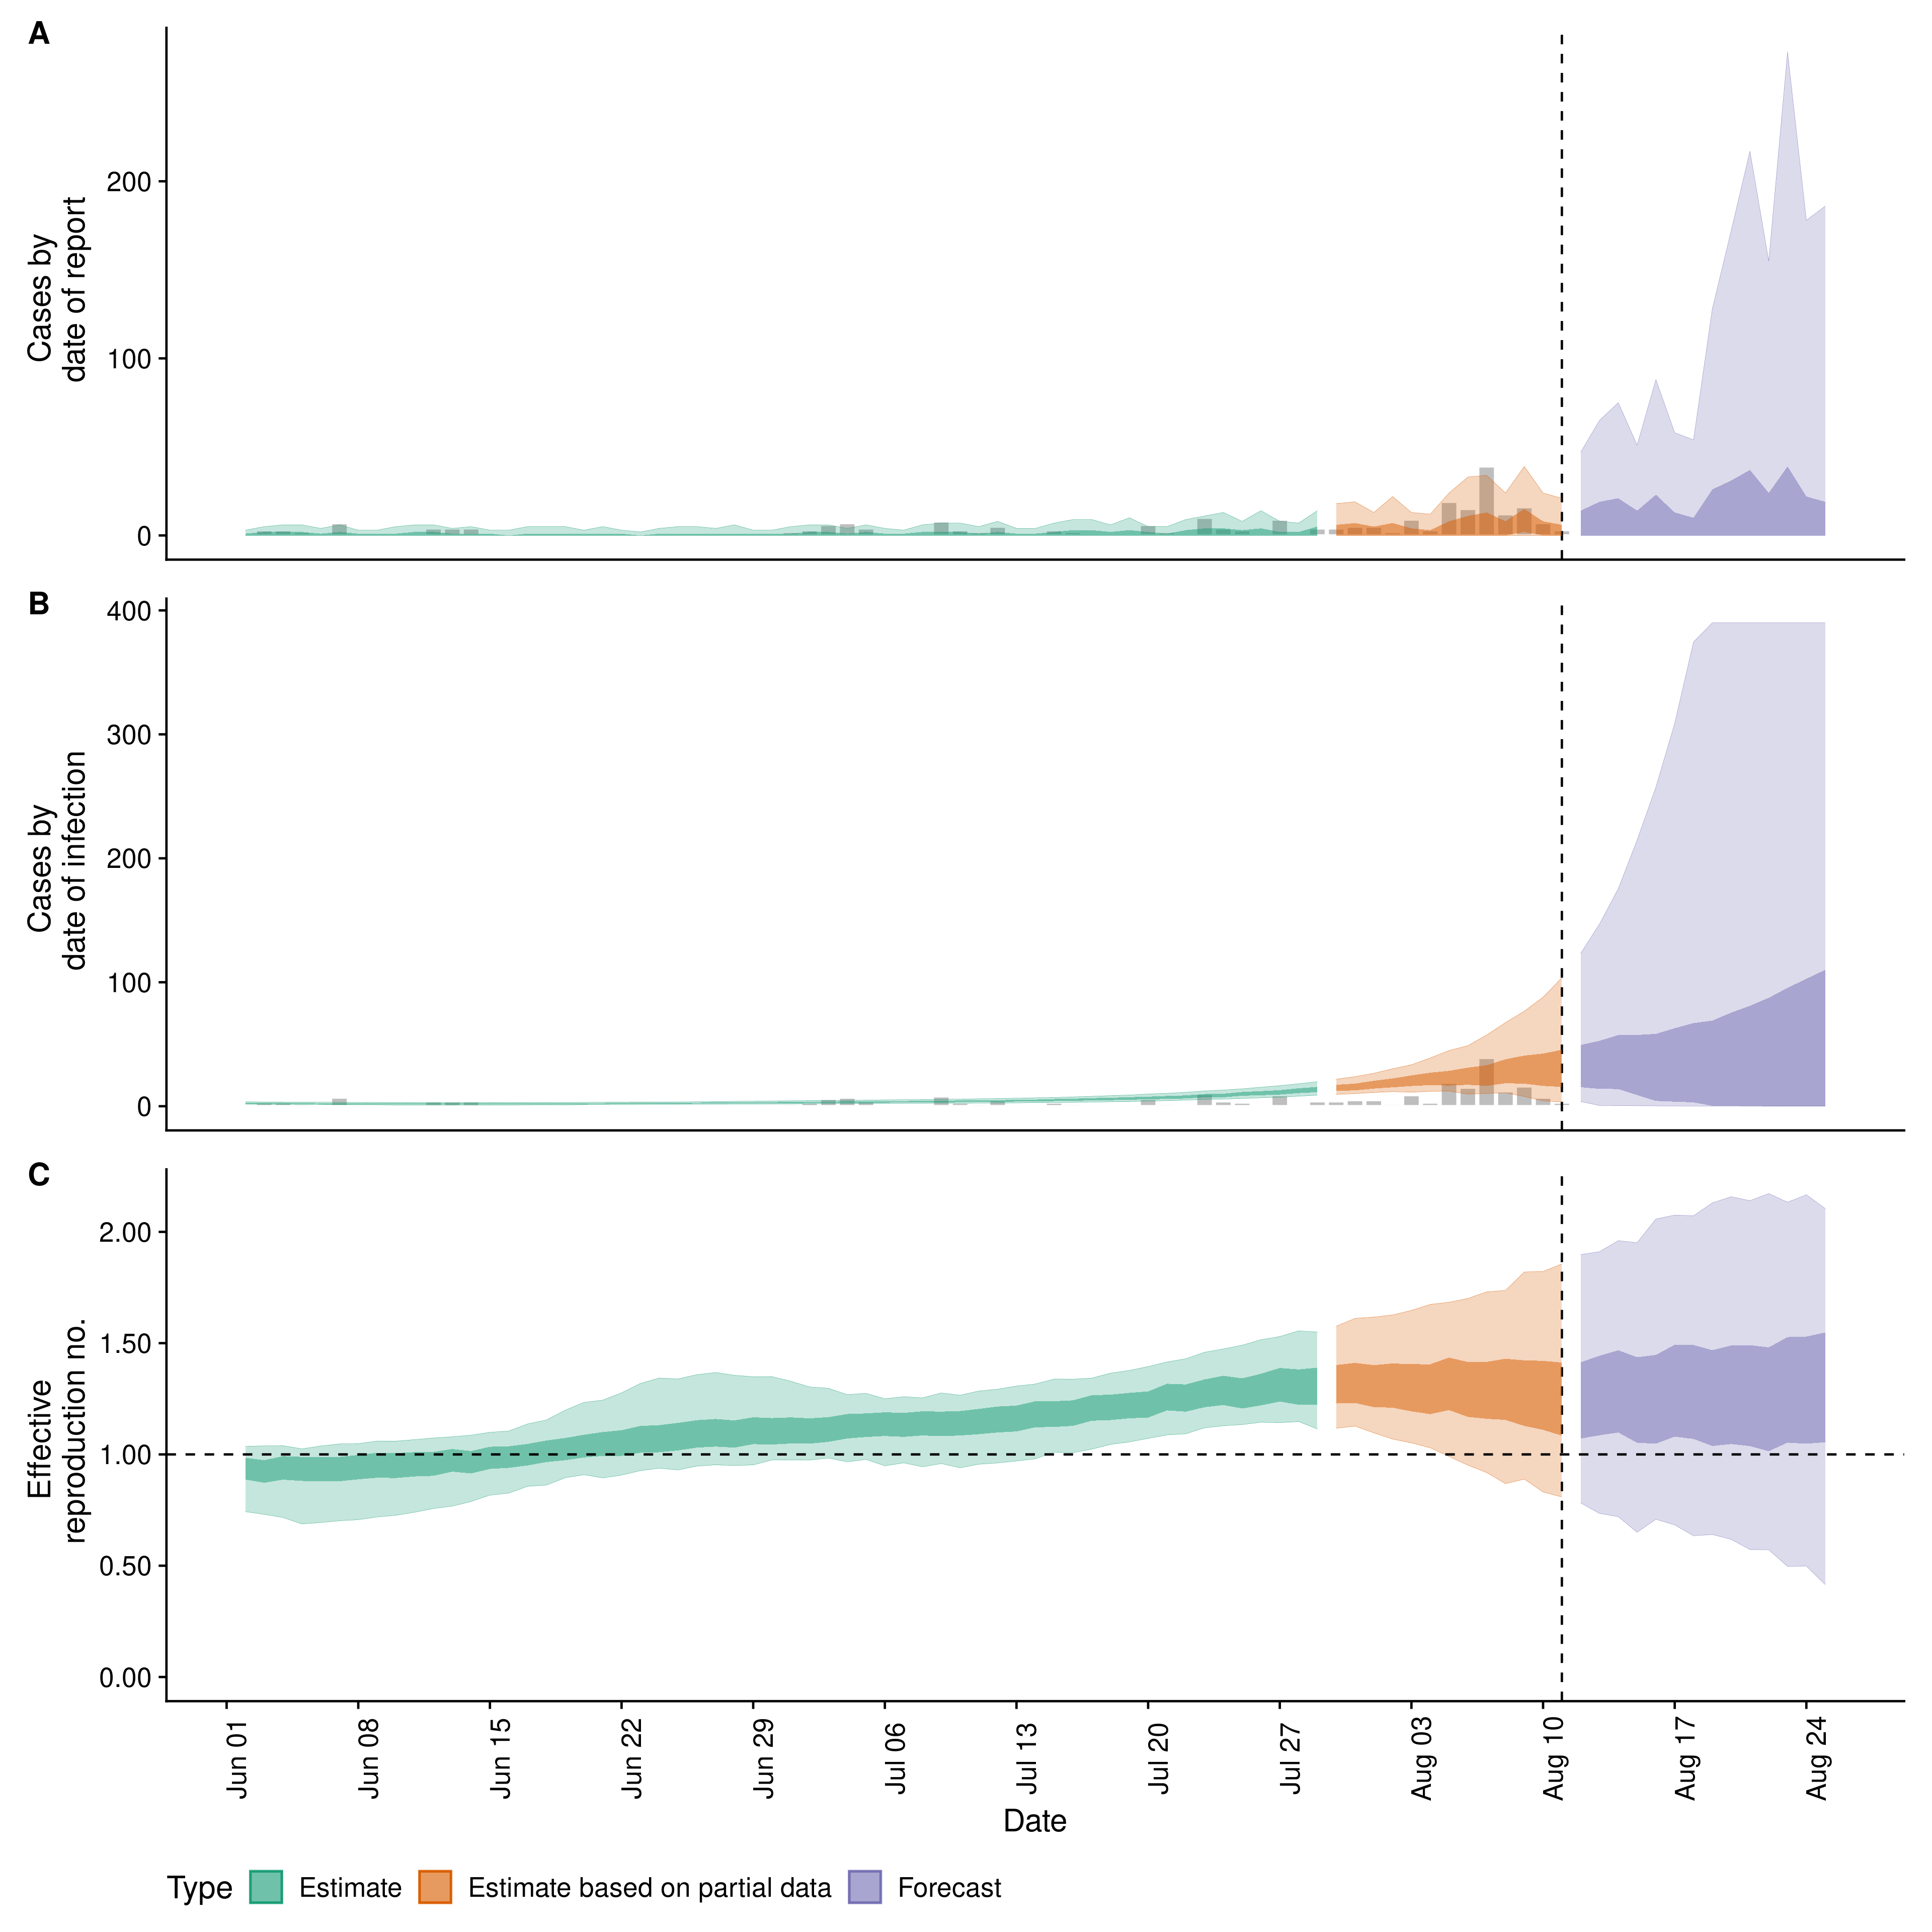 A
Cases by
date of report
200
100
0
B
Cases by
date of infection
400
300
200
100
0
C
Effective
reproduction no.
2.00
1.50
1.00
0.50
0.00
Jun 01
Jun 08
Jun 15
Jun 22
Jun 29
Jul 06
Jul 13
Jul 20
Jul 27
Aug 03
Aug 10
Aug 17
Aug 24
Date
Type Estimate Estimate based on partial data Forecast